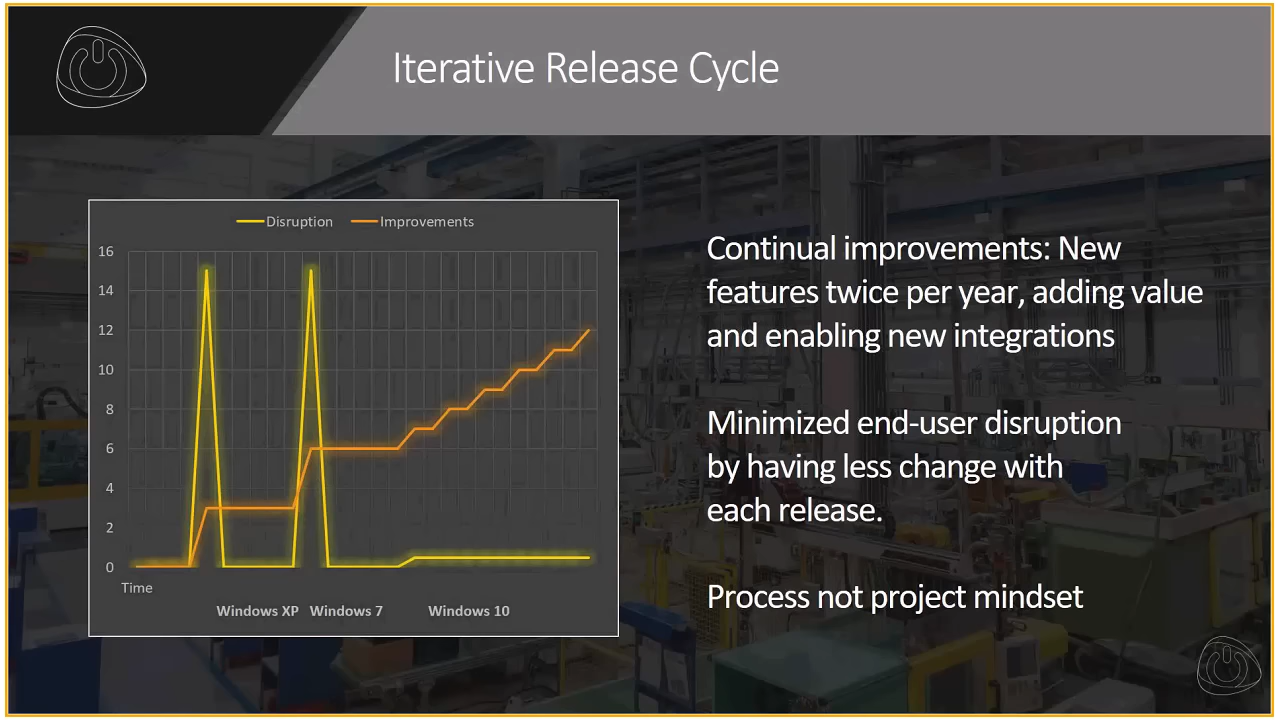 Iterative Release Cycle
Disruption Improvements
16
14
12
10
8
6
4
2
0
Time
Windows XP Windows 7 Windows 10
Continual improvements: New
features twice per year, adding value
and enabling new integrations
Minimized end-user disruption
by having less change with
each release.
Process not project mindset